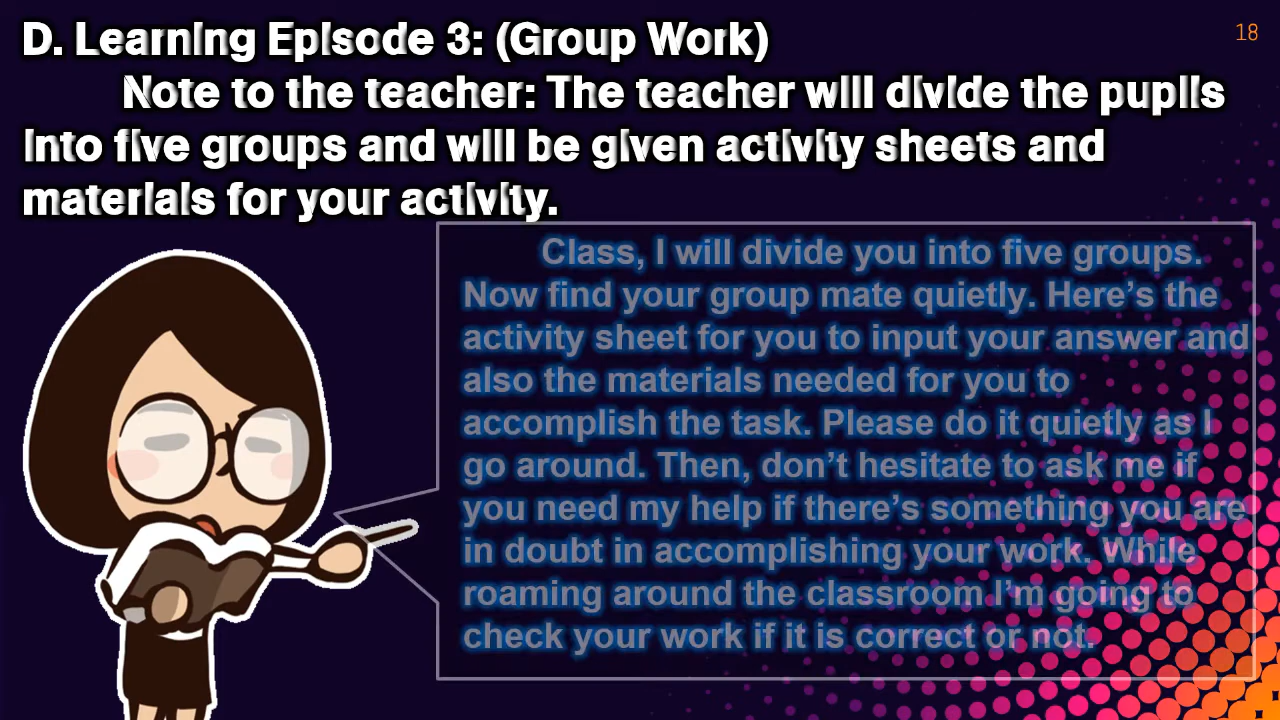 D. Learning Episode 3: (Group Work)
18
Note to the teacher: The teacher will divide the pupils
into five groups and will be given activity sheets and
materials for your activity.
Class, I will divide you into five groups.
Now find your group mate quietly. Here’s the
activity sheet for you to input your answer and
also the materials needed for you to
accomplish the task. Please do it quietly as I
go around. Then, don’t hesitate to ask me if
you need my help if there’s something you are
in doubt in accomplishing your work. While
roaming around the classroom I’m going to
check your work if it is correct or not.